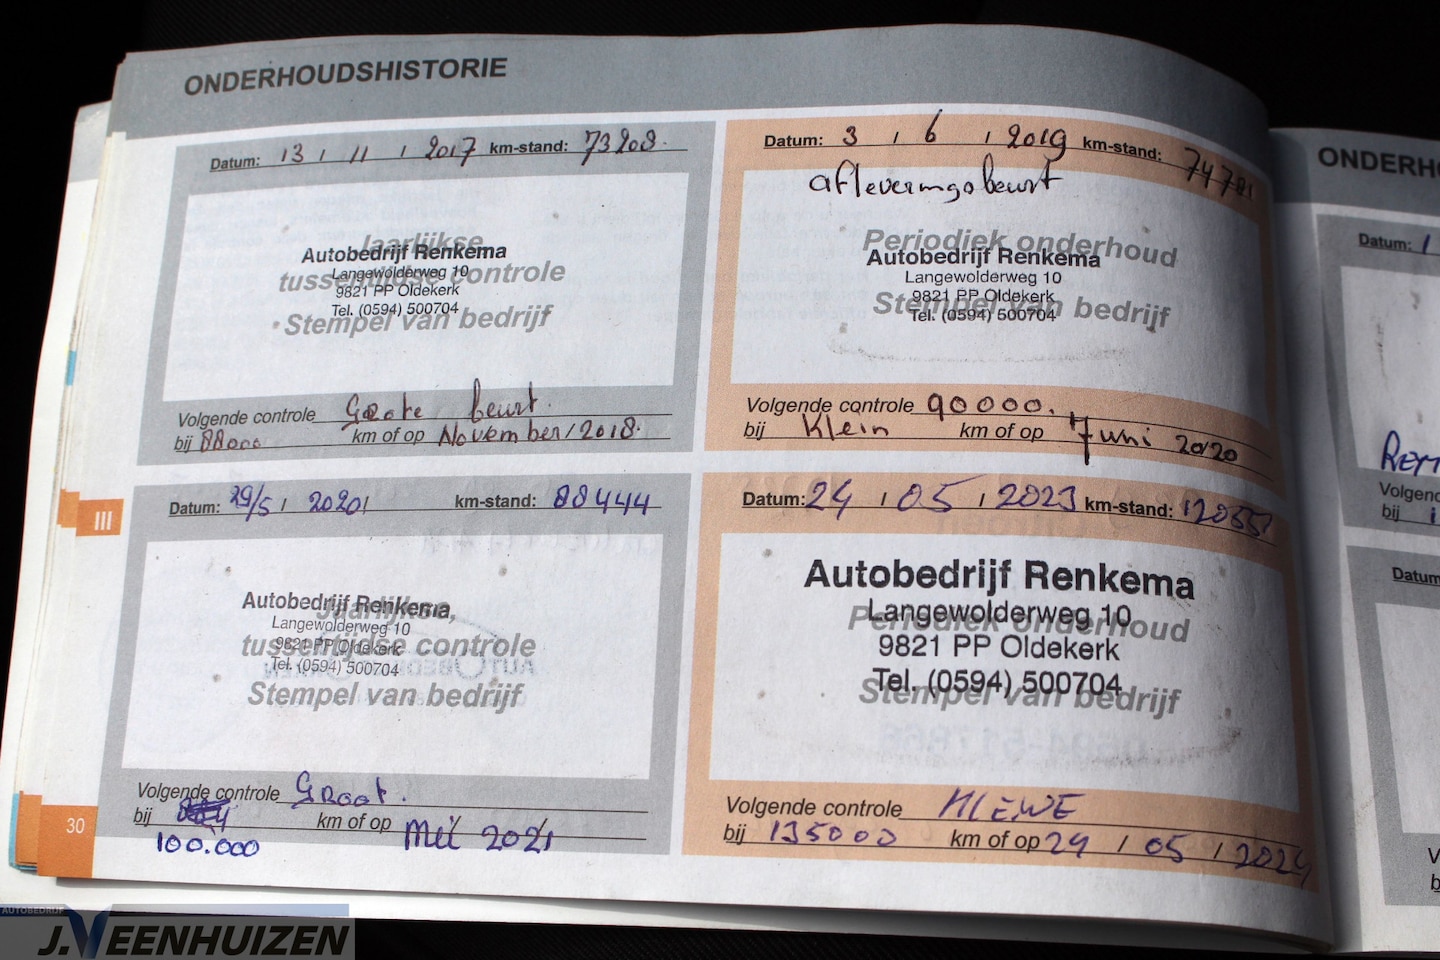 ONDERHOUDSHISTORIE
Datum: 13 / 11 / 2017 km-stand: 73208.
Jaarlijkse
Autobedrijf Renkema
Langewolderweg 10
tussentijdse controle
9821 PP Oldekerk
Tel. (0594) 500704
Stempel van bedrijf
Volgende controle Grote beurt.
bij 88000 km of op November/2018.
Datum: 3 / 6 / 2019 km-stand: 74781
afleveringsbeurt
Periodiek onderhoud
Autobedrijf Renkema
Langewolderweg 10
9821 PP Oldekerk
Stempel van bedrijf
Tel. (0594) 500704
Volgende controle 90000.
bij Klein km of op Juni 2020
Datum: 29/5 / 2020/ km-stand: 88444
Autobedrijf Renkema
Jaarlijkse,
Langewolderweg 10
tussentijdse controle
9821 PP Oldekerk
Tel. (0594) 500704
Stempel van bedrijf
Volgende controle Groot.
bij km of op Mei 2021
100.000
Datum: 24 / 05 / 2023 km-stand: 120551
Autobedrijf Renkema
Langewolderweg 10
Periodiek onderhoud
9821 PP Oldekerk
Tel. (0594) 500704
Stempel van bedrijf
Volgende controle
bij 135000 km of op 24 / 05 / 2024
III
30
Datum:
bij
Datum
AUTOBEDRIJF
J.VEENHUIZEN